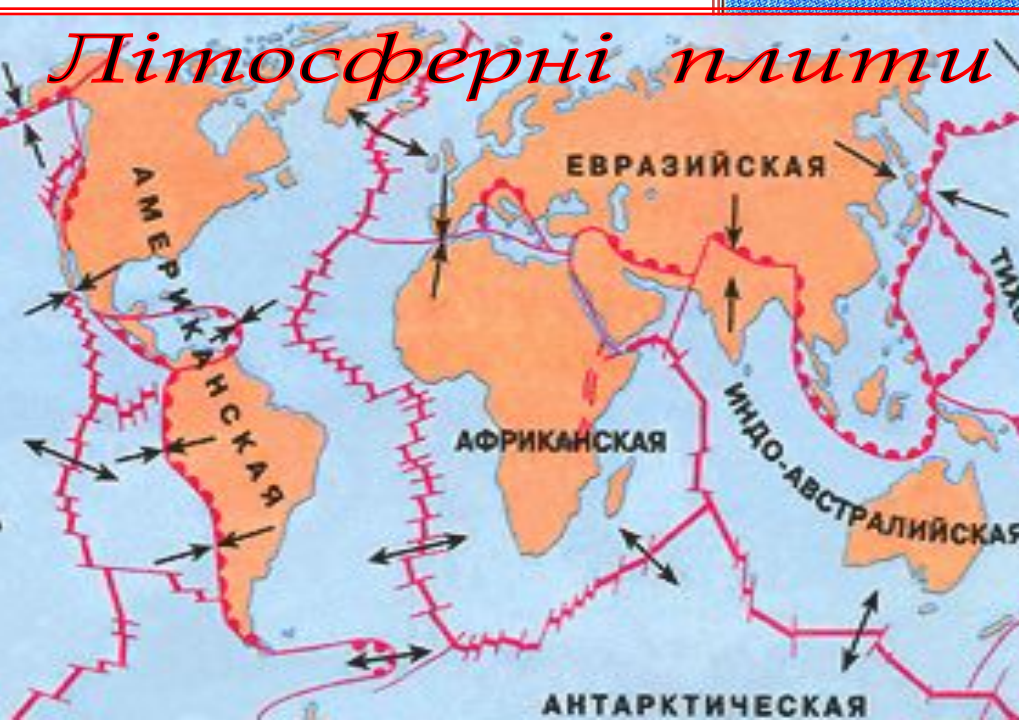 Літосферні плити
ЕВРАЗИЙСКАЯ
АМЕРИКАНСКАЯ
АФРИКАНСКАЯ
ИНДО-АВСТРАЛИЙСКАЯ
АНТАРКТИЧЕСКАЯ